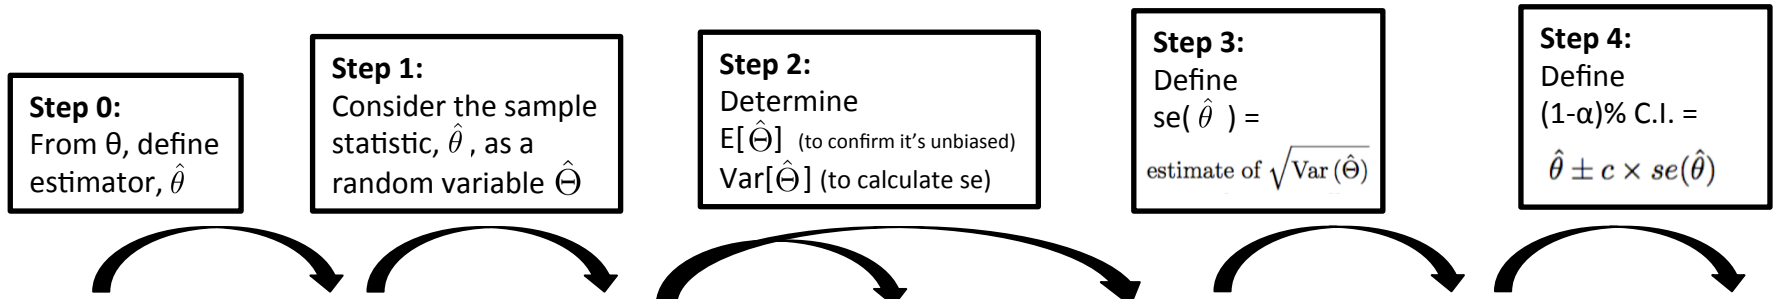 Step 0:
From θ, define
estimator, θ̂
Step 1:
Consider the sample
statistic, θ̂ , as a
random variable Θ̂
Step 2:
Determine
E[Θ̂] (to confirm it's unbiased)
Var[Θ̂] (to calculate se)
Step 3:
Define
se( θ̂ ) =
estimate of √Var (Θ̂)
Step 4:
Define
(1-α)% C.I. =
θ̂ ± c × se(θ̂)